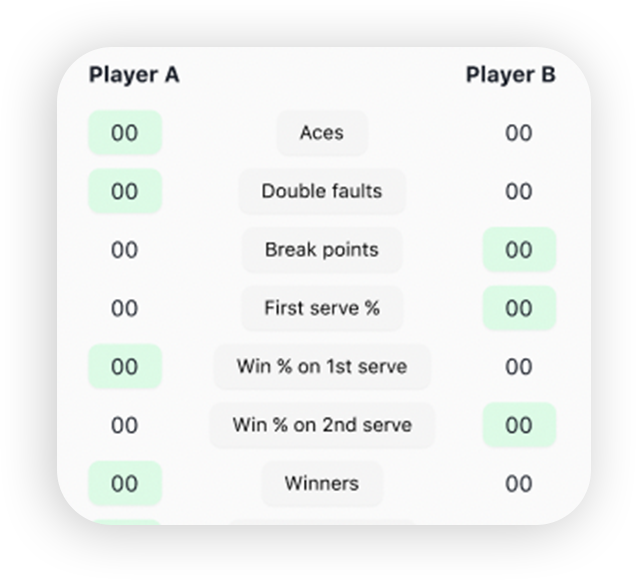 Player A Player B
00 Aces 00
00 Double faults 00
00 Break points 00
00 First serve % 00
00 Win % on 1st serve 00
00 Win % on 2nd serve 00
00 Winners 00